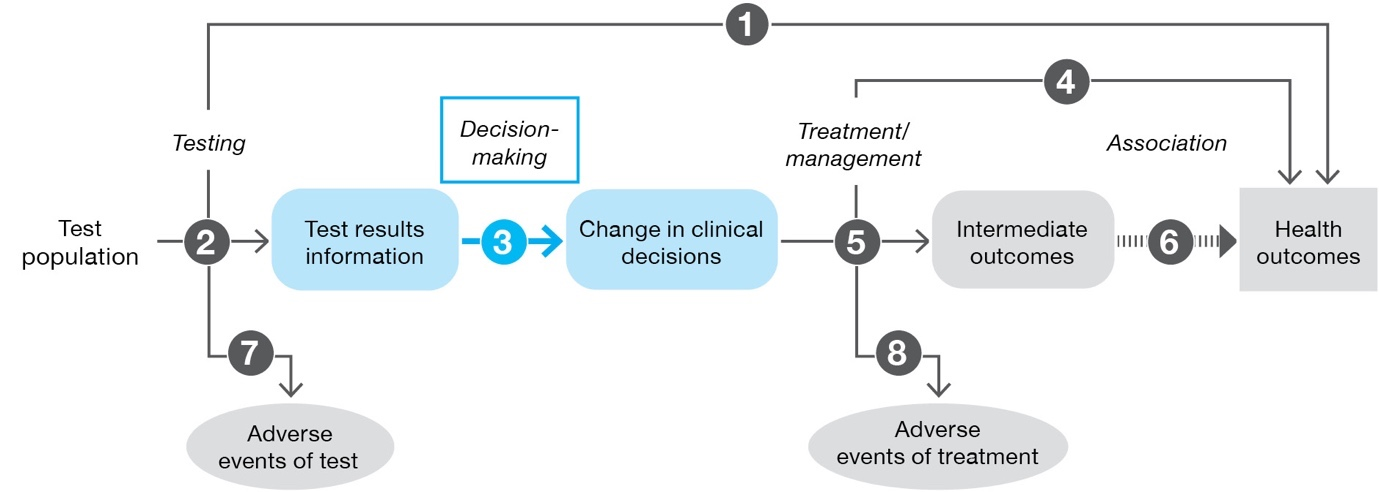 1
4
Testing
Decision-
making
Treatment/
management
Association
Test
population
2
Test results
information
3
Change in clinical
decisions
5
Intermediate
outcomes
6
Health
outcomes
7
8
Adverse
events of test
Adverse
events of treatment